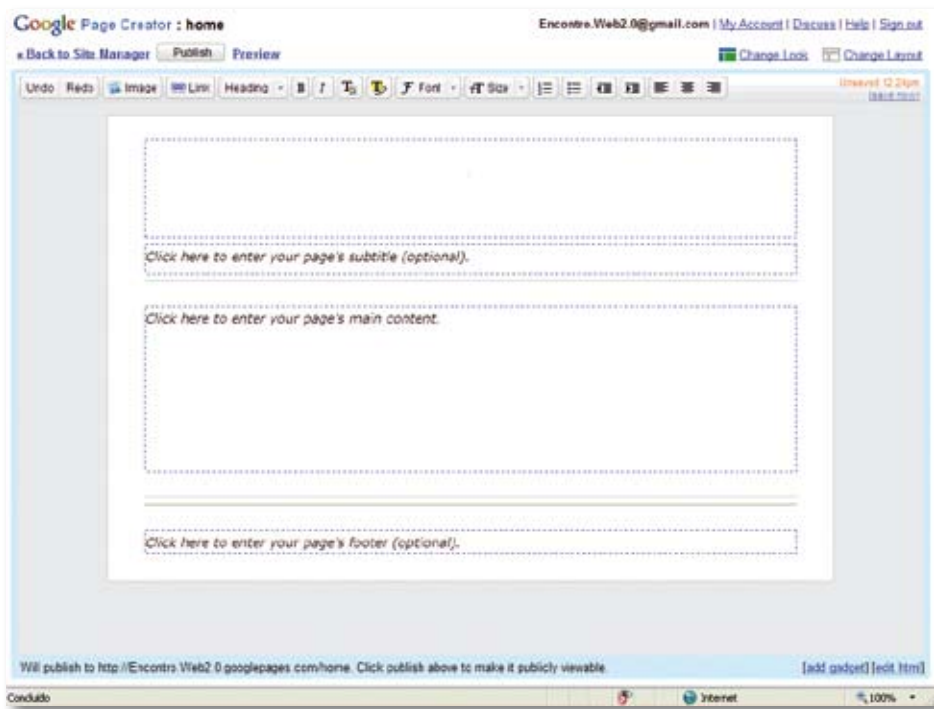 Google Page Creator : home
Encontro.Web2.0@gmail.com | My Account | Discuss | Help | Sign out
« Back to Site Manager Publish Preview
Change Look Change Layout
Undo Redo Image Link Heading B I T T Font Size
Unsaved 12:24pm
Click here to enter your page's subtitle (optional).
Click here to enter your page's main content.
Click here to enter your page's footer (optional).
Will publish to http://Encontro.Web2.0.googlepages.com/home. Click publish above to make it publicly viewable.
[add gadget] [edit html]
Concluído Internet 100%